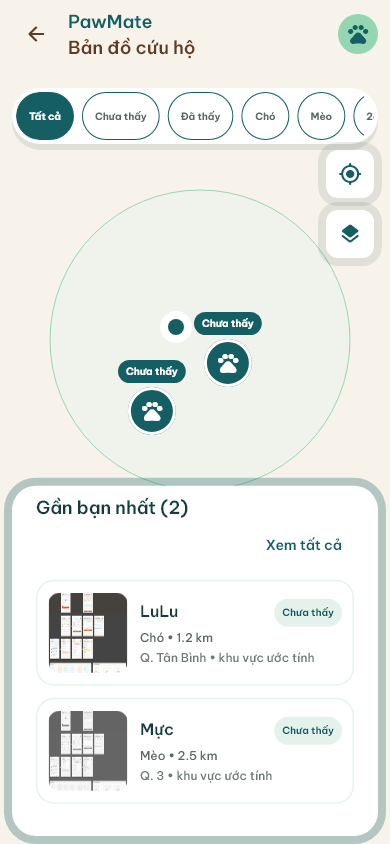 PawMate
Bản đồ cứu hộ
Tất cả
Chưa thấy
Đã thấy
Chó
Mèo
Chưa thấy
Chưa thấy
Gần bạn nhất (2)
Xem tất cả
LuLu
Chưa thấy
Chó • 1.2 km
Q. Tân Bình • khu vực ước tính
Mực
Chưa thấy
Mèo • 2.5 km
Q. 3 • khu vực ước tính